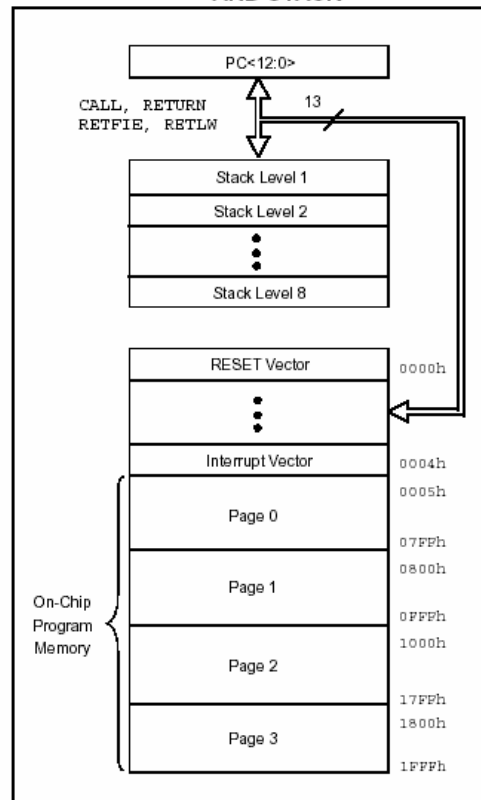 PC<12:0>
CALL, RETURN
RETFIE, RETLW
13
Stack Level 1
Stack Level 2
Stack Level 8
RESET Vector
0000h
Interrupt Vector
0004h
0005h
Page 0
07FFh
0800h
Page 1
0FFFh
On-Chip
Program
Memory
1000h
Page 2
17FFh
1800h
Page 3
1FFFh